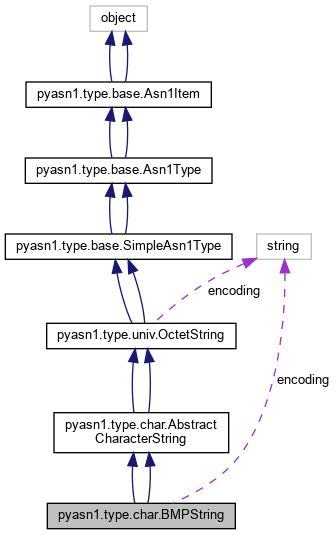 object
pyasn1.type.base.Asn1Item
pyasn1.type.base.Asn1Type
pyasn1.type.base.SimpleAsn1Type
string
encoding
pyasn1.type.univ.OctetString
encoding
pyasn1.type.char.Abstract
CharacterString
pyasn1.type.char.BMPString